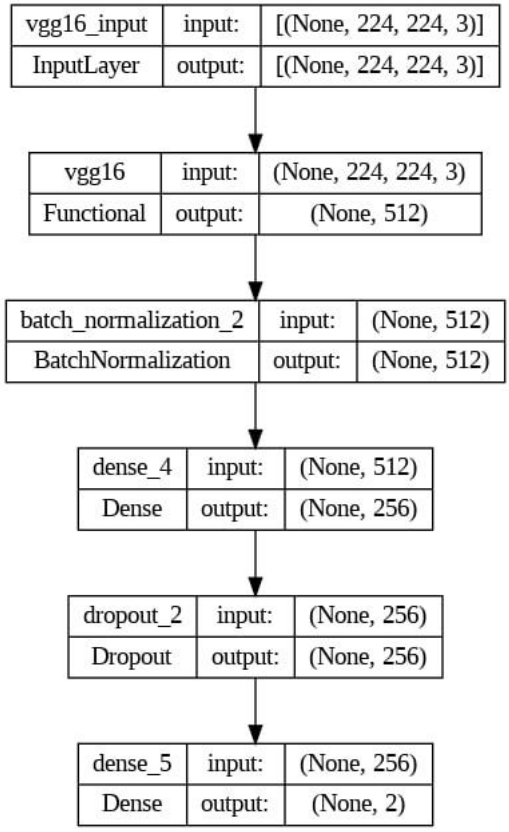 vgg16_input input: [(None, 224, 224, 3)]
InputLayer output: [(None, 224, 224, 3)]
vgg16 input: (None, 224, 224, 3)
Functional output: (None, 512)
batch_normalization_2 input: (None, 512)
BatchNormalization output: (None, 512)
dense_4 input: (None, 512)
Dense output: (None, 256)
dropout_2 input: (None, 256)
Dropout output: (None, 256)
dense_5 input: (None, 256)
Dense output: (None, 2)